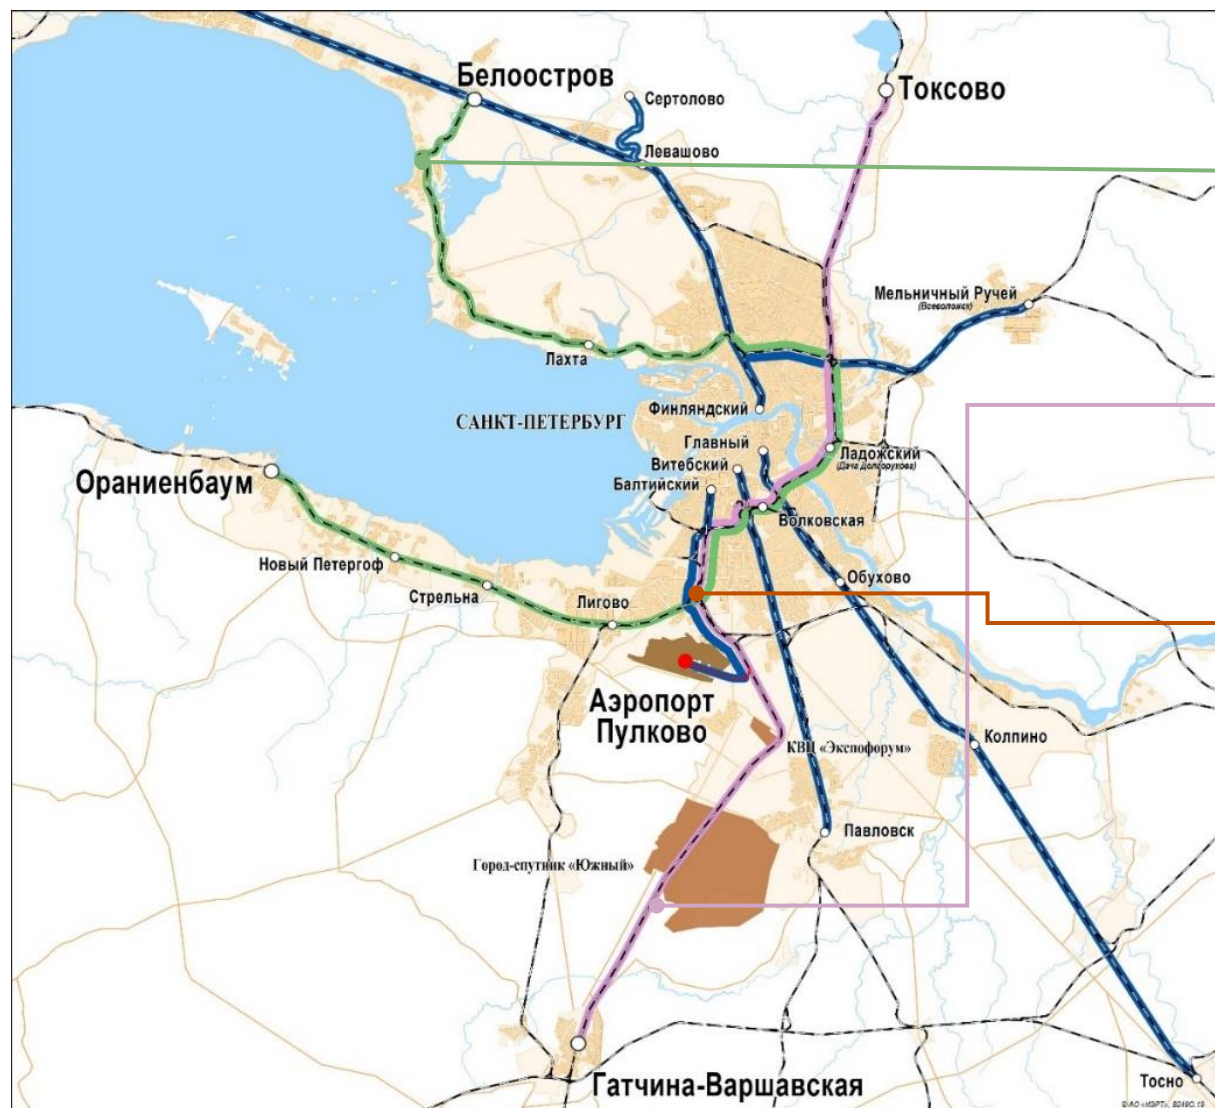 Белоостров
Токсово
Сертолово
Левашово
Мельничный Ручей
(Всеволожск)
Лахта
Финляндский
САНКТ-ПЕТЕРБУРГ
Главный
Ладожский
(Дача Долгорукова)
Витебский
Ораниенбаум
Балтийский
Волковская
Новый Петергоф
Обухово
Стрельна
Лигово
Аэропорт
Пулково
КВЦ «Экспофорум»
Колпино
Павловск
Город-спутник «Южный»
Гатчина-Варшавская
Тосно